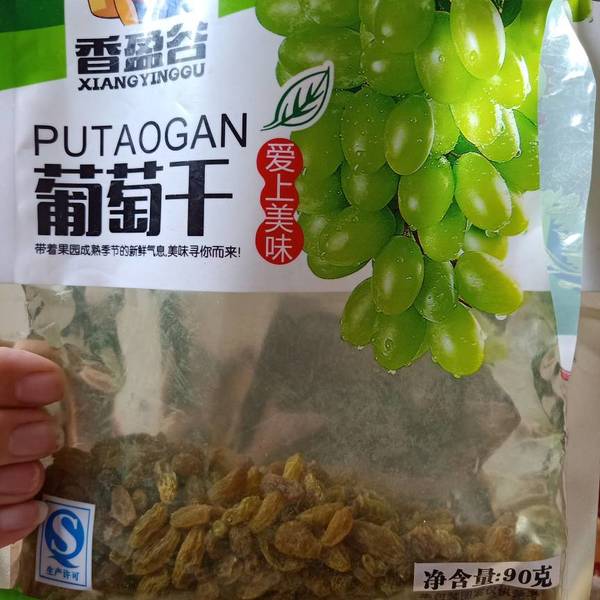 香盈谷
XIANGYINGGU
PUTAOGAN
葡萄干
爱上美味
带着果园成熟季节的新鲜气息,美味寻你而来!
生产许可
净含量:90克